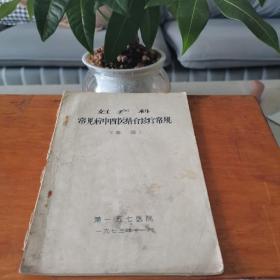 妇产科
常见病中西医结合诊疗常规
第一五七医院
一九七三年十一月